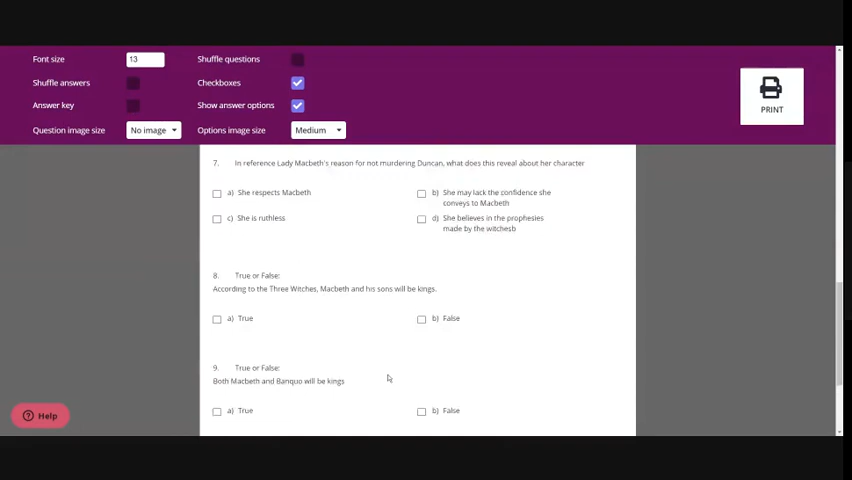 Font size 13 Shuffle questions
Shuffle answers Checkboxes
Answer key Show answer options
Question image size No image Options image size Medium
PRINT
7. In reference Lady Macbeth's reason for not murdering Duncan, what does this reveal about her character
a) She respects Macbeth
b) She may lack the confidence she
conveys to Macbeth
c) She is ruthless
d) She believes in the prophesies
made by the witchesb
8. True or False:
According to the Three Witches, Macbeth and his sons will be kings.
a) True b) False
9. True or False:
Both Macbeth and Banquo will be kings
a) True b) False
? Help